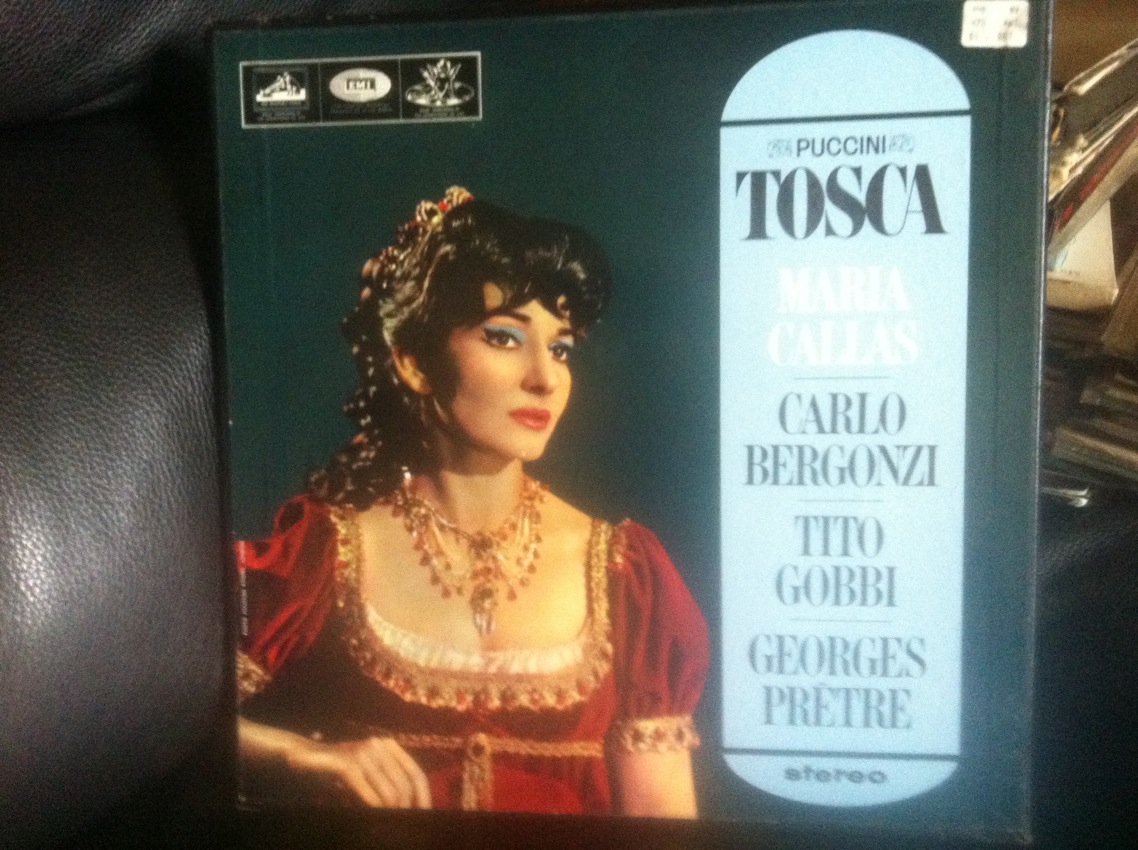 EMI
PUCCINI
TOSCA
MARIA
CALLAS
CARLO
BERGONZI
TITO
GOBBI
GEORGES
PRÊTRE
stereo